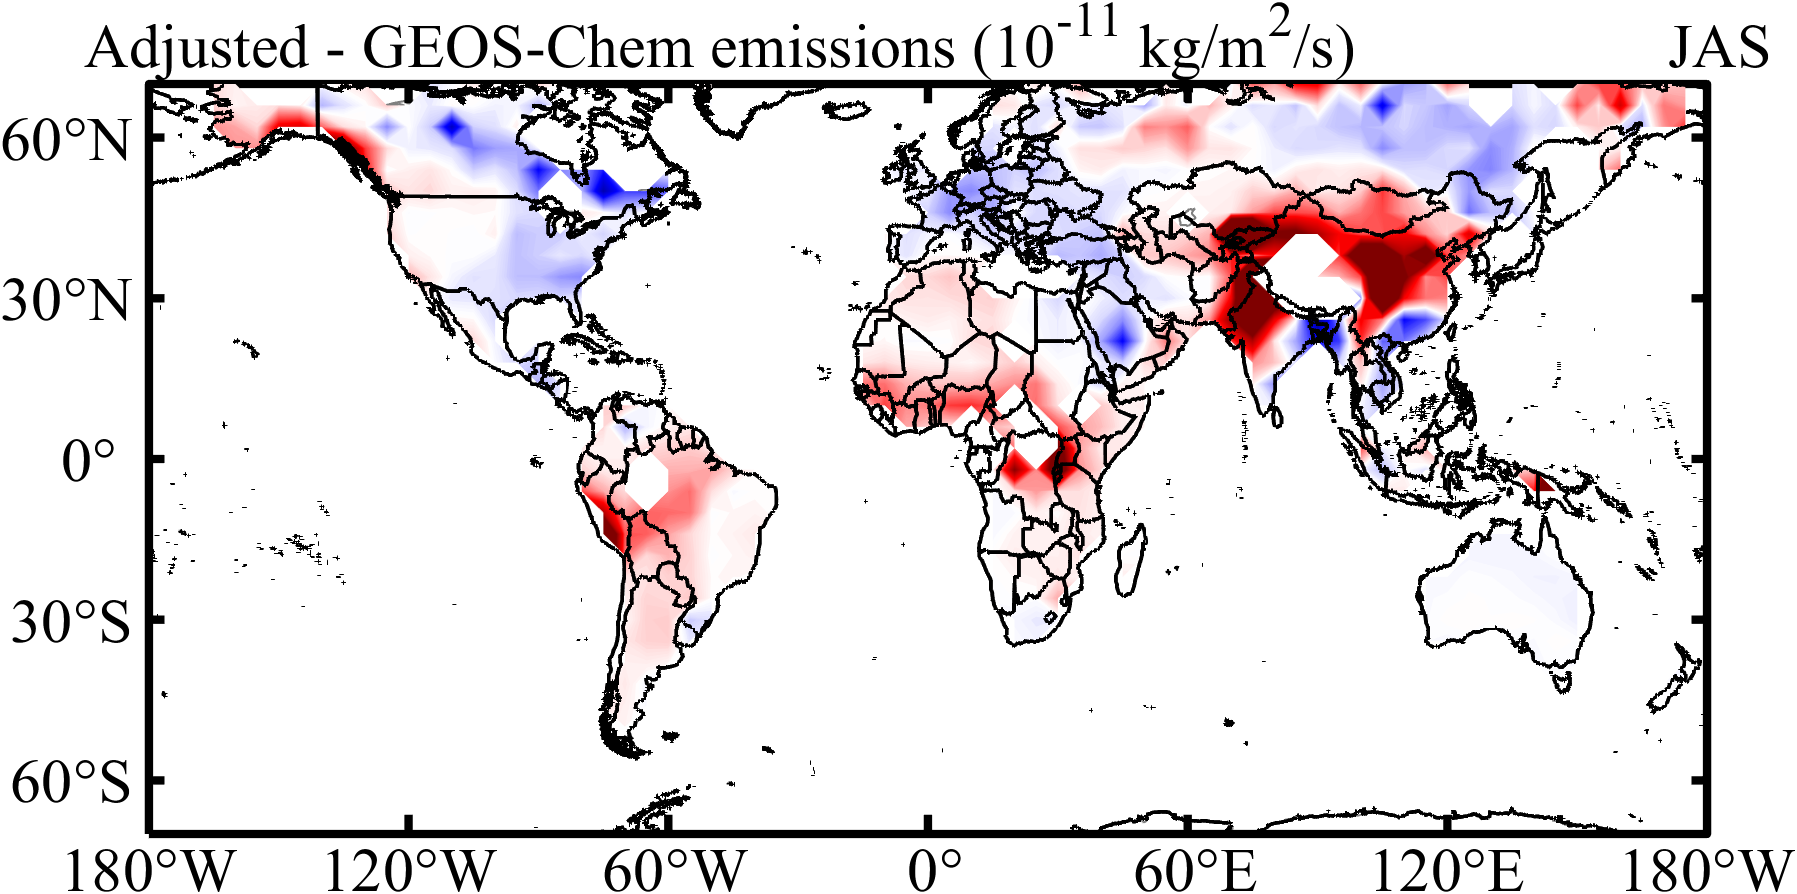 Adjusted - GEOS-Chem emissions (10⁻¹¹ kg/m²/s) JAS
60°N
30°N
0°
30°S
60°S
180°W 120°W 60°W 0° 60°E 120°E 180°W